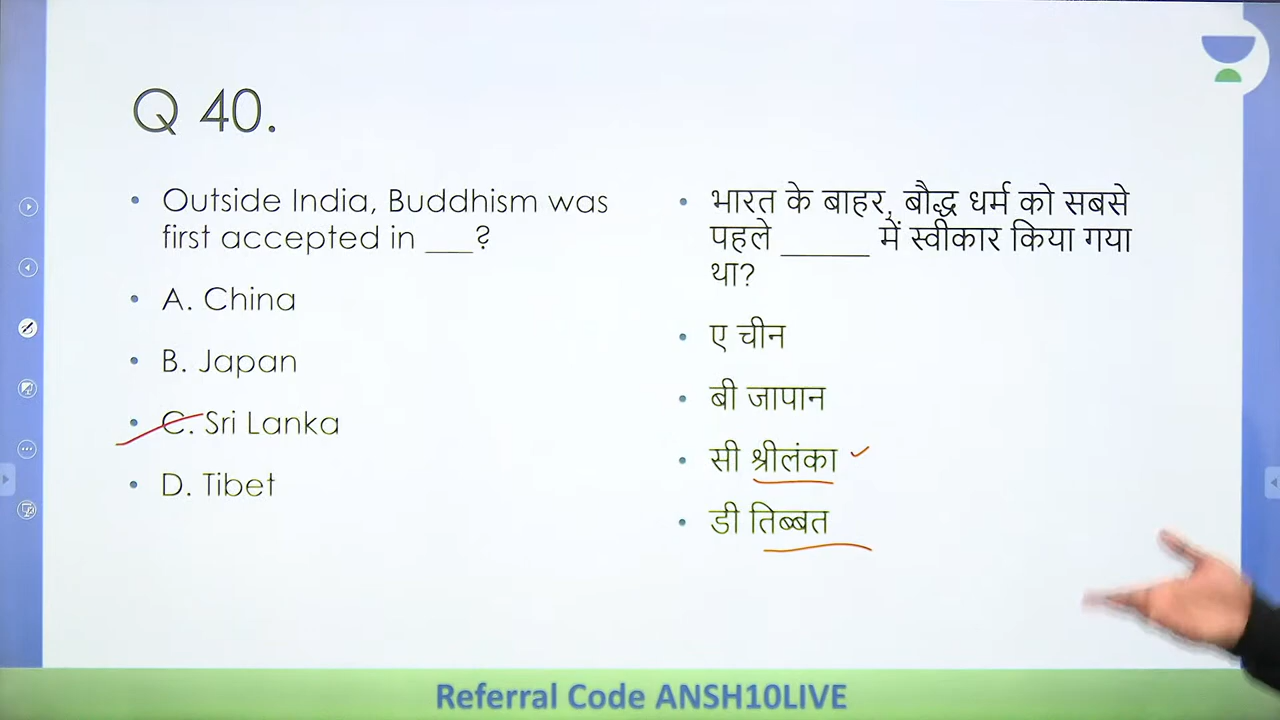 Q 40.
Outside India, Buddhism was
first accepted in ___?
A. China
B. Japan
C. Sri Lanka
D. Tibet
भारत के बाहर, बौद्ध धर्म को सबसे
पहले ______ में स्वीकार किया गया
था?
ए चीन
बी जापान
सी श्रीलंका
डी तिब्बत
Referral Code ANSH10LIVE